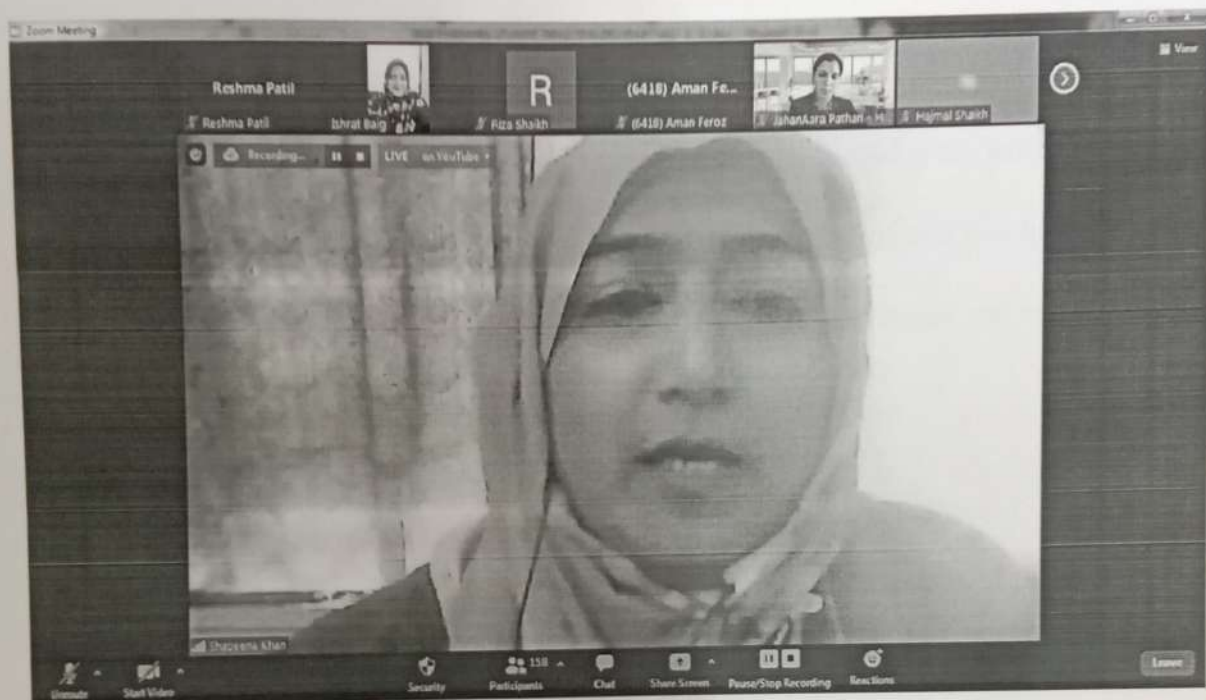 Zoom Meeting
View
Reshma Patil
R
(6418) Aman Fe...
Reshma Patil
Ishrat Baig
Riza Shaikh
(6418) Aman Feroz
JahanAara Pathan - H
Hajmal Shaikh
Recording...
LIVE on YouTube
Shabeena Khan
Unmute
Start Video
Security
Participants
158
Chat
Share Screen
Pause/Stop Recording
Reactions
Leave